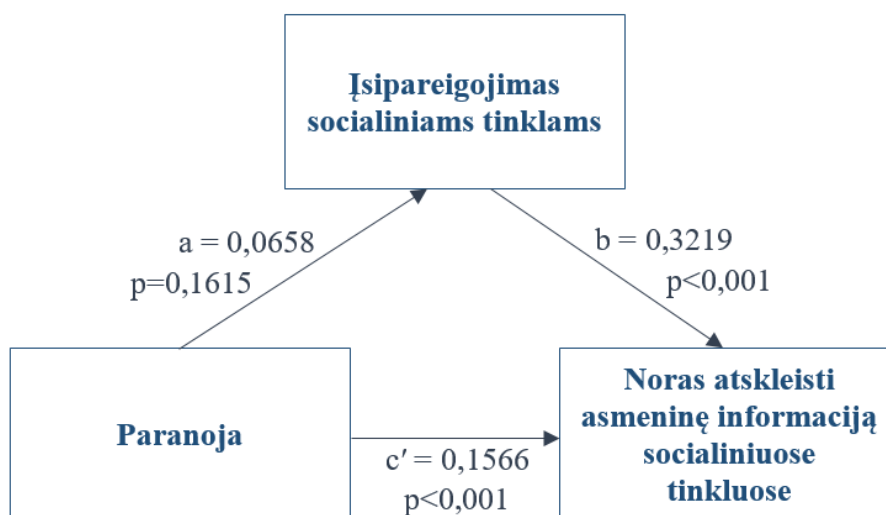 Įsipareigojimas
socialiniams tinklams
a = 0,0658
p=0,1615
b = 0,3219
p<0,001
Paranoja
c′ = 0,1566
p<0,001
Noras atskleisti
asmeninę informaciją
socialiniuose
tinkluose